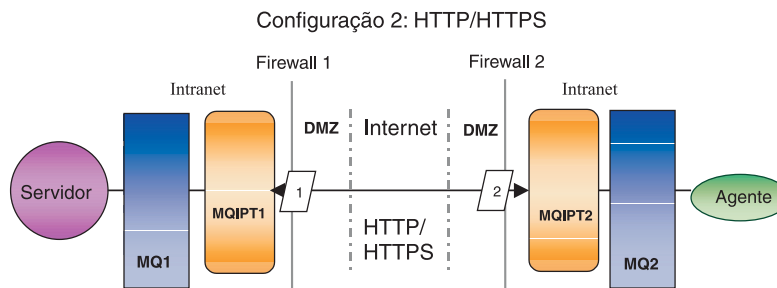 Configuração 2: HTTP/HTTPS
Firewall 1
Firewall 2
Intranet
Intranet
DMZ
Internet
DMZ
Servidor
MQIPT1
1
2
MQIPT2
Agente
HTTP/
HTTPS
MQ1
MQ2